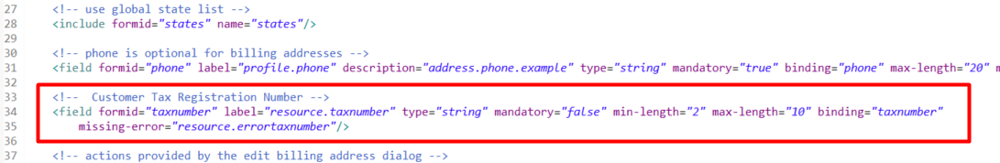 27 <!-- use global state list -->
28 <include formid="states" name="states"/>
29
30 <!-- phone is optional for billing addresses -->
31 <field formid="phone" label="profile.phone" description="address.phone.example" type="string" mandatory="true" binding="phone" max-length="20"
32
33 <!--  Customer Tax Registration Number -->
34 <field formid="taxnumber" label="resource.taxnumber" type="string" mandatory="false" min-length="2" max-length="10" binding="taxnumber"
35 missing-error="resource.errortaxnumber"/>
36
37 <!-- actions provided by the edit billing address dialog -->